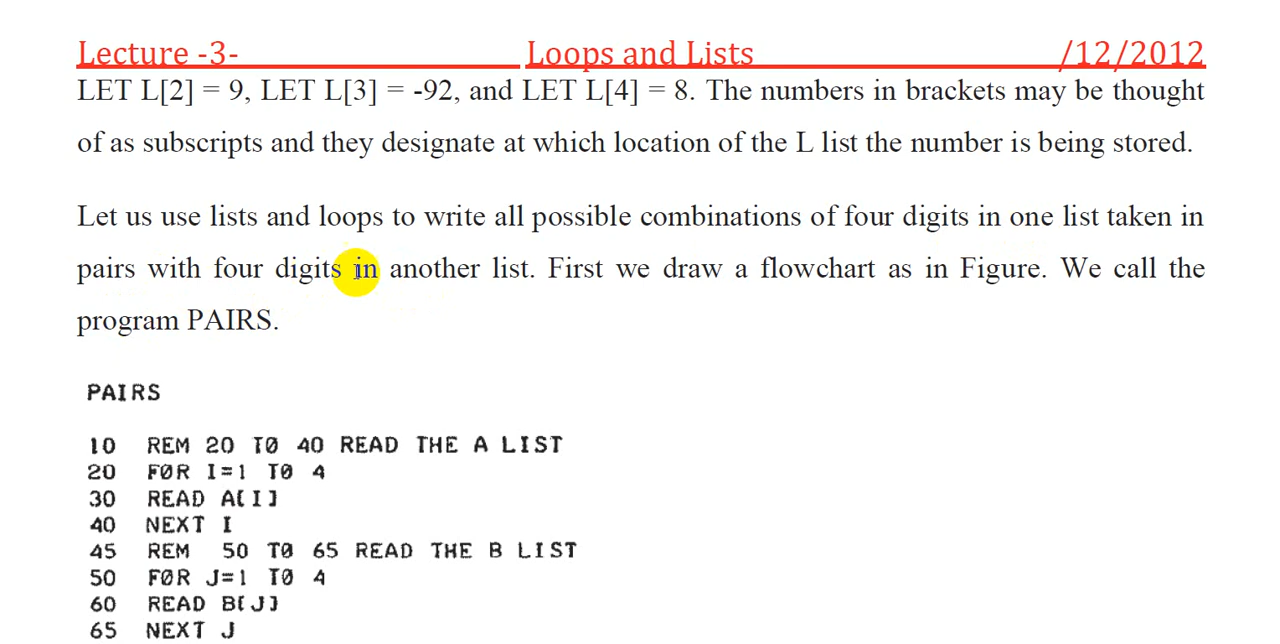 Lecture -3- Loops and Lists /12/2012
LET L[2] = 9, LET L[3] = -92, and LET L[4] = 8. The numbers in brackets may be thought
of as subscripts and they designate at which location of the L list the number is being stored.
Let us use lists and loops to write all possible combinations of four digits in one list taken in
pairs with four digits in another list. First we draw a flowchart as in Figure. We call the
program PAIRS.
PAIRS
10 REM 20 TØ 40 READ THE A LIST
20 FØR I=1 TØ 4
30 READ A[I]
40 NEXT I
45 REM 50 TØ 65 READ THE B LIST
50 FØR J=1 TØ 4
60 READ B[J]
65 NEXT J